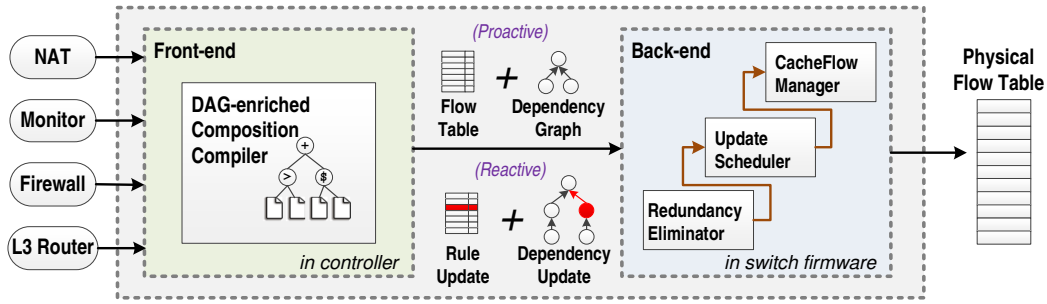 NAT
Monitor
Firewall
L3 Router
Front-end
DAG-enriched
Composition
Compiler
+
>
$
in controller
(Proactive)
+
Flow
Table
Dependency
Graph
(Reactive)
+
Rule
Update
Dependency
Update
Back-end
CacheFlow
Manager
Update
Scheduler
Redundancy
Eliminator
in switch firmware
Physical
Flow Table